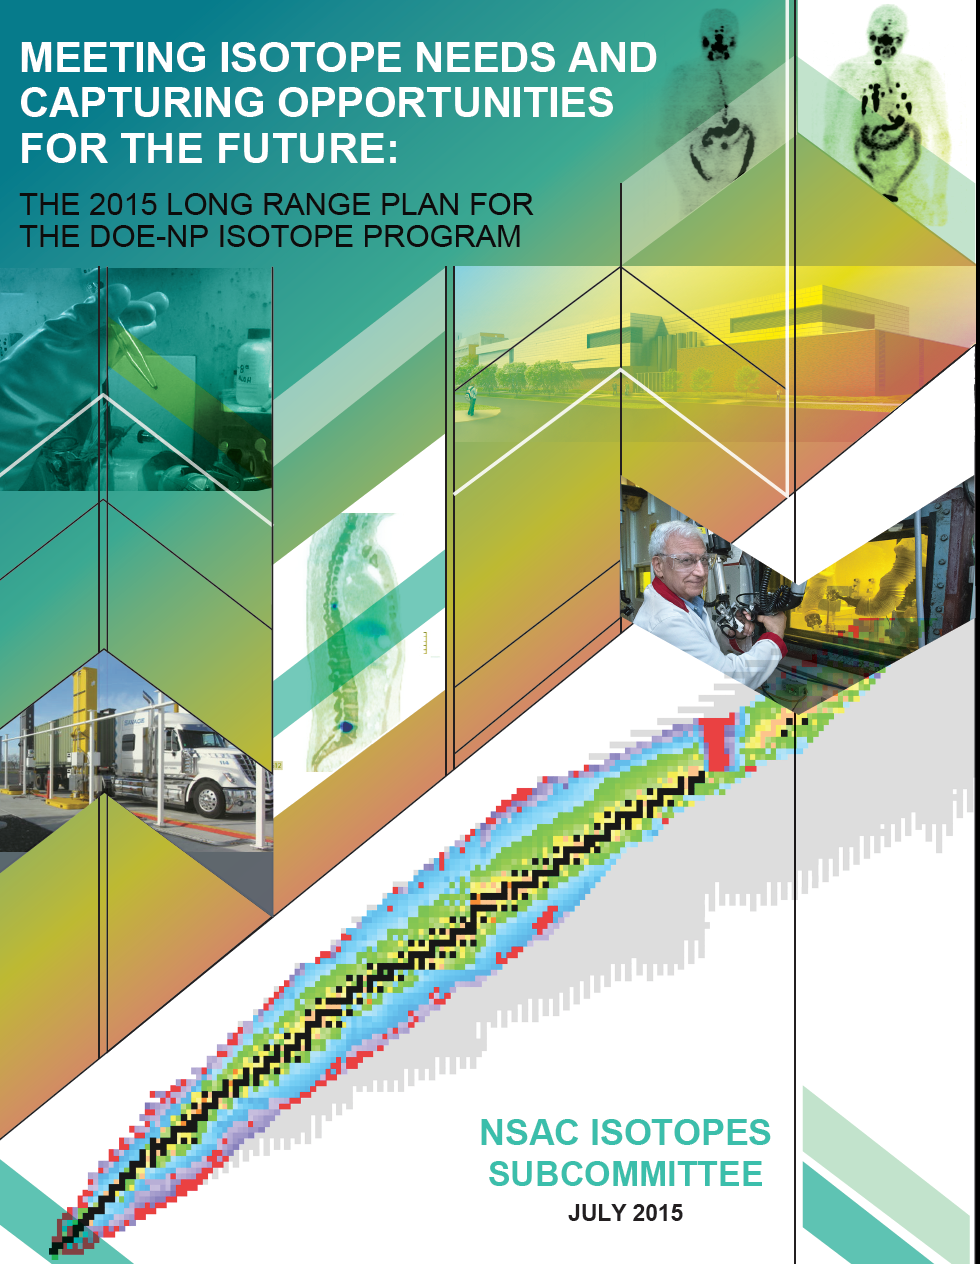 MEETING ISOTOPE NEEDS AND
CAPTURING OPPORTUNITIES
FOR THE FUTURE:
THE 2015 LONG RANGE PLAN FOR
THE DOE-NP ISOTOPE PROGRAM
SAVAGE
NSAC ISOTOPES
SUBCOMMITTEE
JULY 2015